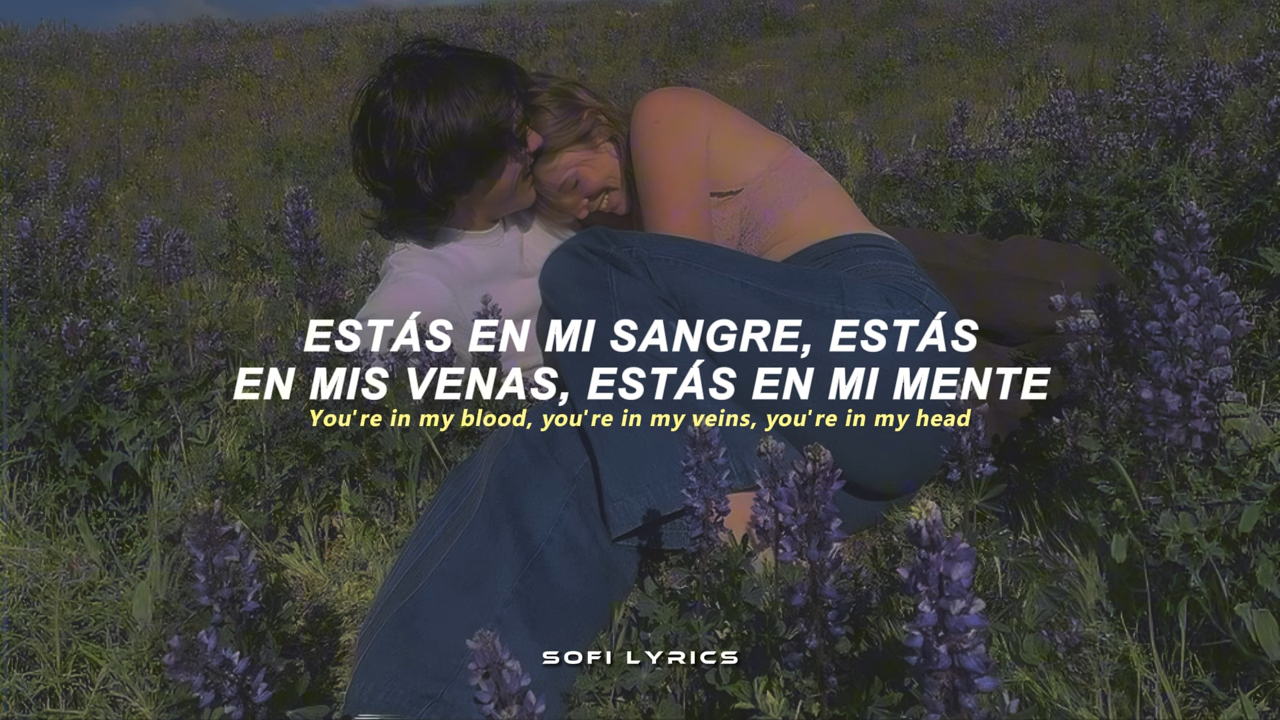 ESTÁS EN MI SANGRE, ESTÁS
EN MIS VENAS, ESTÁS EN MI MENTE
You're in my blood, you're in my veins, you're in my head
SOFI LYRICS